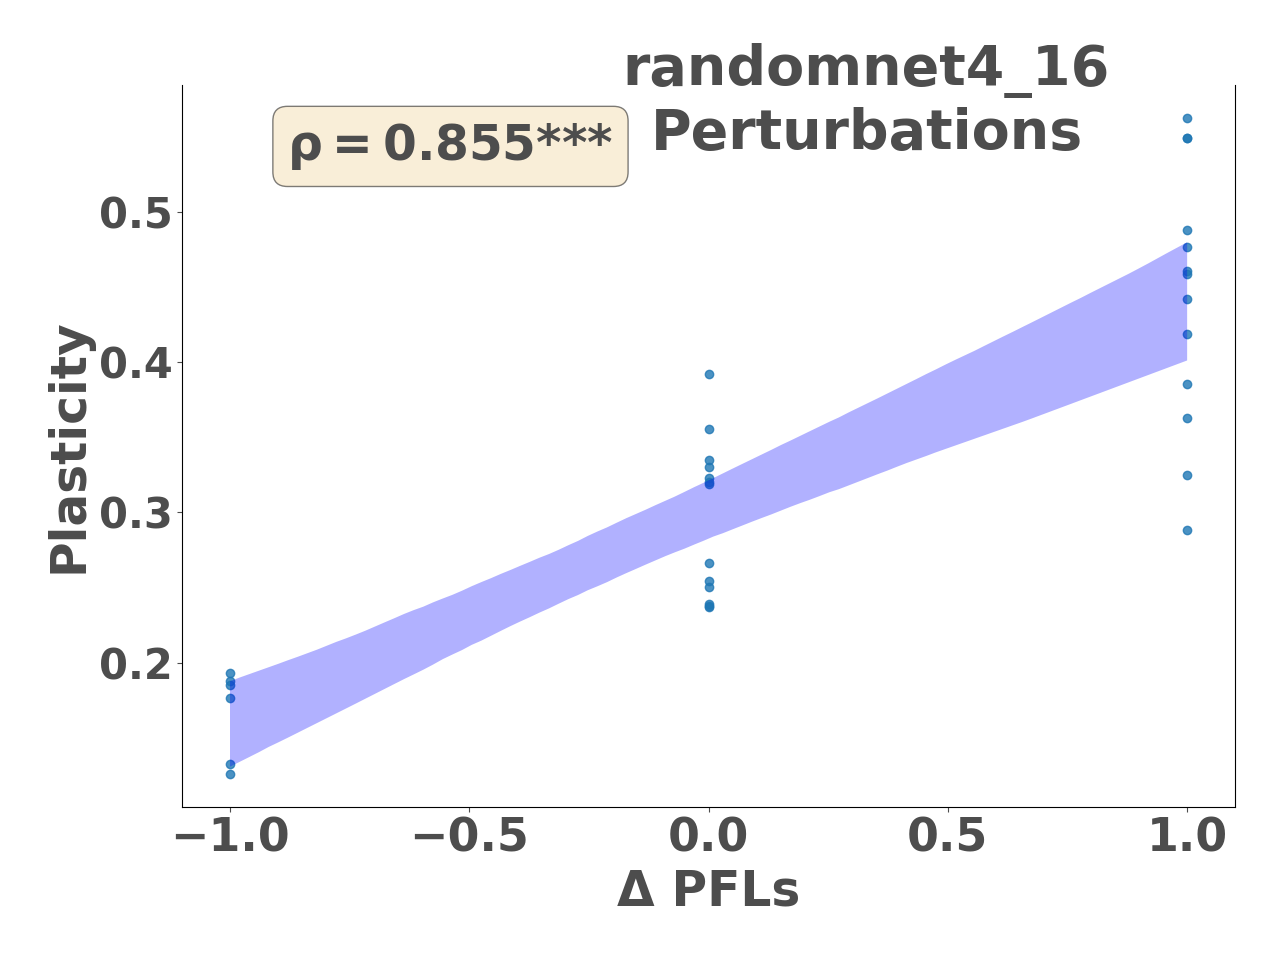 randomnet4_16
Perturbations
ρ = 0.855***
Plasticity
0.5
0.4
0.3
0.2
−1.0
−0.5
0.0
0.5
1.0
Δ PFLs